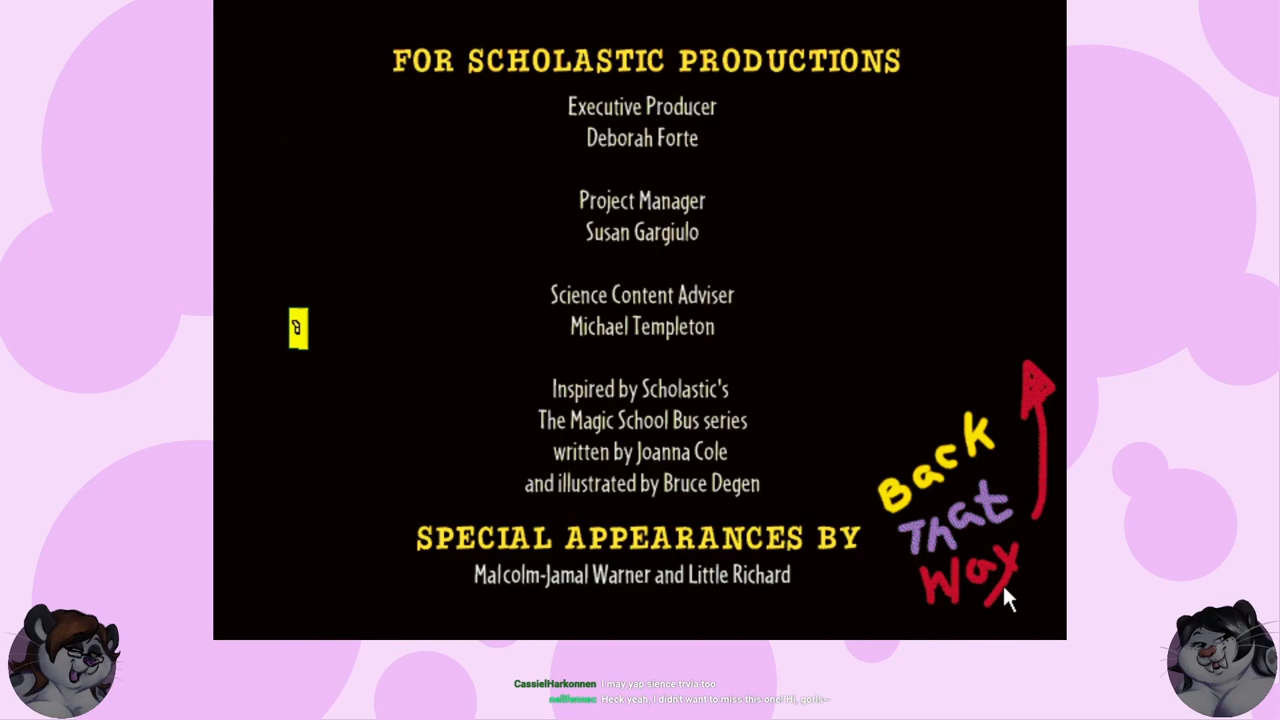 FOR SCHOLASTIC PRODUCTIONS
Executive Producer
Deborah Forte
Project Manager
Susan Gargiulo
Science Content Adviser
Michael Templeton
Inspired by Scholastic's
The Magic School Bus series
written by Joanna Cole
and illustrated by Bruce Degen
SPECIAL APPEARANCES BY
Malcolm-Jamal Warner and Little Richard
Back
That
Way
CassielHarkonnen I may yap sience trvia too
Heck yeah, I didn't want to miss this one! Hi,